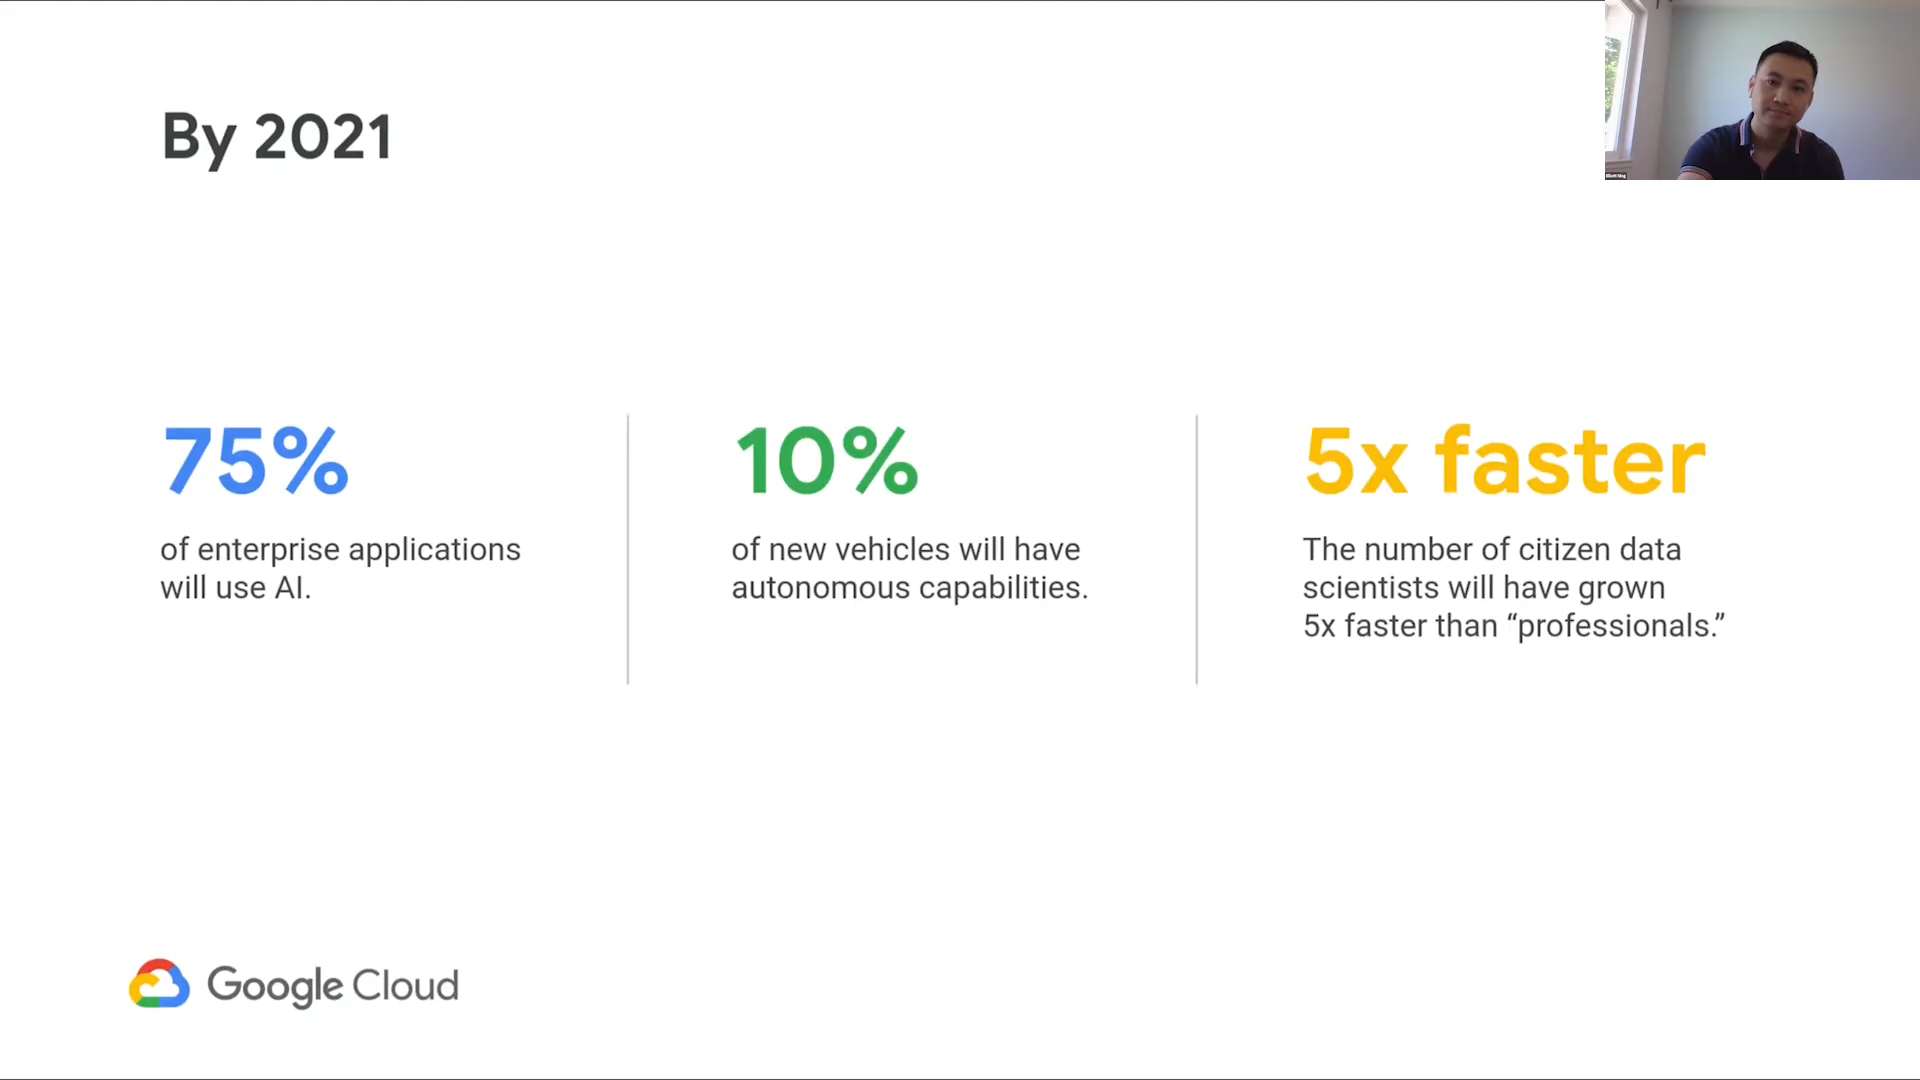 By 2021
75%
of enterprise applications
will use AI.
10%
of new vehicles will have
autonomous capabilities.
5x faster
The number of citizen data
scientists will have grown
5x faster than “professionals.”
Google Cloud